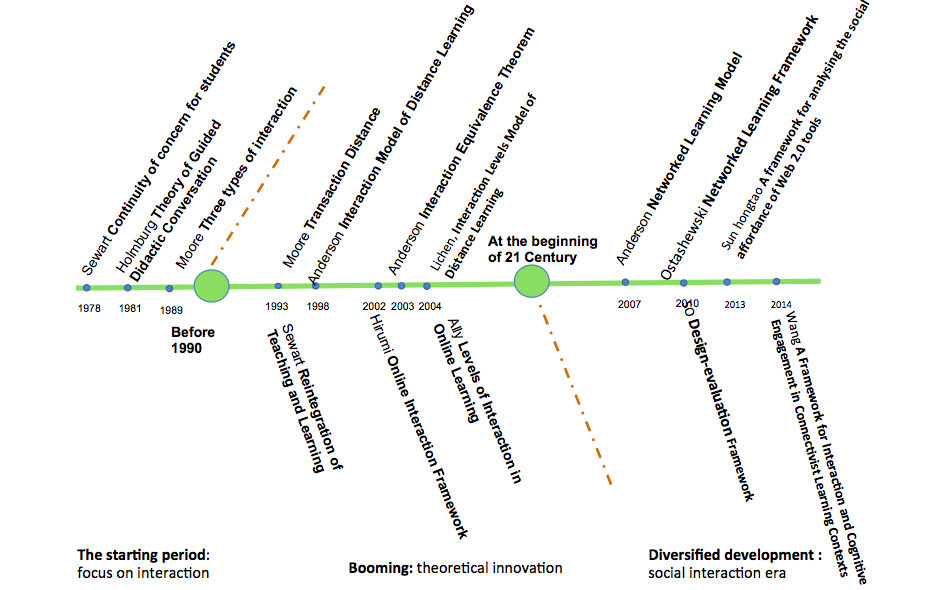 Sewart Continuity of concern for students
Holmburg Theory of Guided
Didactic Conversation
Moore Three types of interaction
Moore Transaction Distance
Anderson Interaction Model of Distance Learning
Anderson Interaction Equivalence Theorem
Lichen, Interaction Levels Model of
Distance Learning
At the beginning
of 21 Century
Anderson Networked Learning Model
Ostashewski Networked Learning Framework
Sun hongtao A framework for analysing the social
affordance of Web 2.0 tools
1978
1981
1989
1993
1998
2002
2003
2004
2007
2010
2013
2014
Before
1990
Sewart Reintegration of
Teaching and Learning
Hirumi Online Interaction Framework
Ally Levels of Interaction in
Online Learning
Design-evaluation Framework
Wang A Framework for Interaction and Cognitive
Engagement in Connectivist Learning Contexts
The starting period:
focus on interaction
Booming: theoretical innovation
Diversified development :
social interaction era